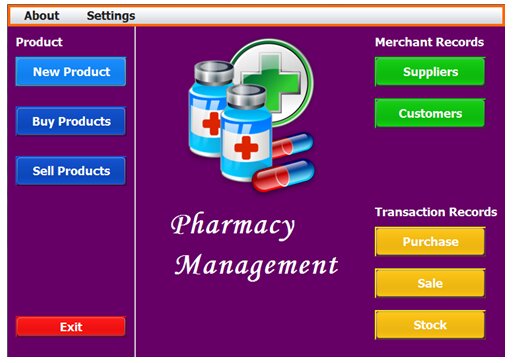 About Settings
Product
New Product
Buy Products
Sell Products
Exit
Pharmacy
Management
Merchant Records
Suppliers
Customers
Transaction Records
Purchase
Sale
Stock